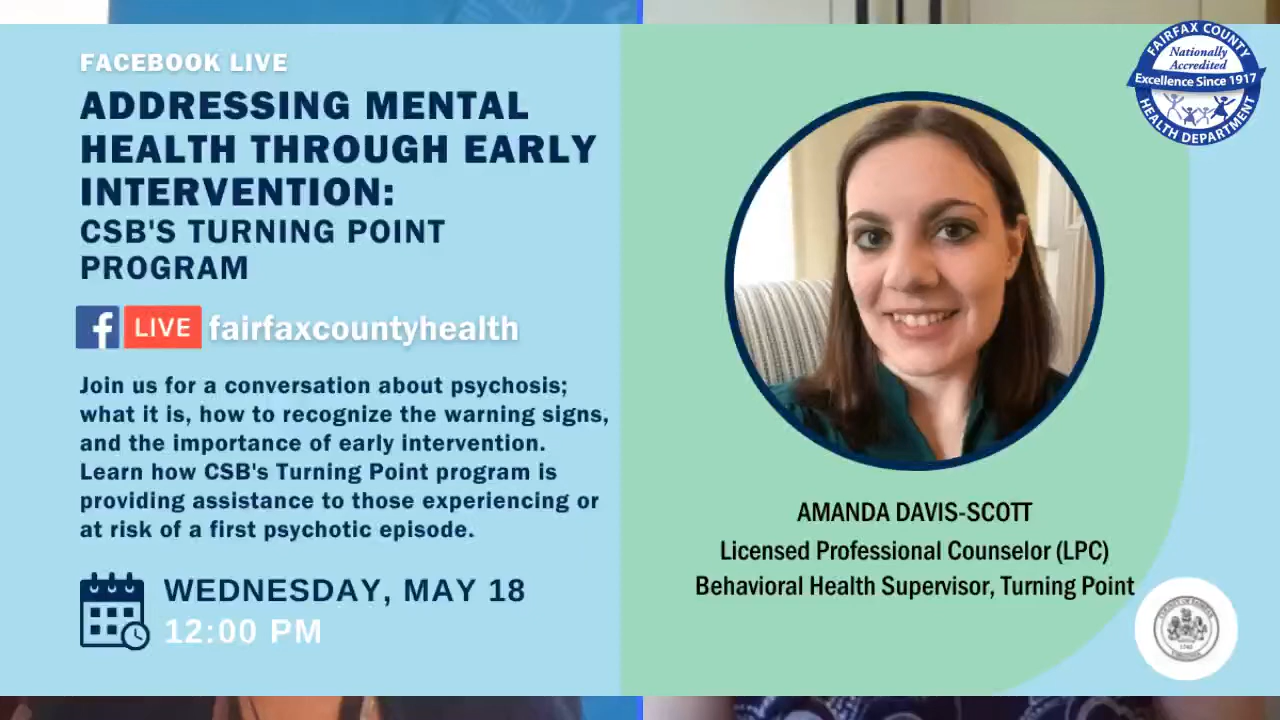 FACEBOOK LIVE
ADDRESSING MENTAL
HEALTH THROUGH EARLY
INTERVENTION:
CSB'S TURNING POINT
PROGRAM
f LIVE fairfaxcountyhealth
Join us for a conversation about psychosis;
what it is, how to recognize the warning signs,
and the importance of early intervention.
Learn how CSB's Turning Point program is
providing assistance to those experiencing or
at risk of a first psychotic episode.
WEDNESDAY, MAY 18
12:00 PM
FAIRFAX COUNTY
Nationally
Accredited
Excellence Since 1917
HEALTH DEPARTMENT
AMANDA DAVIS-SCOTT
Licensed Professional Counselor (LPC)
Behavioral Health Supervisor, Turning Point